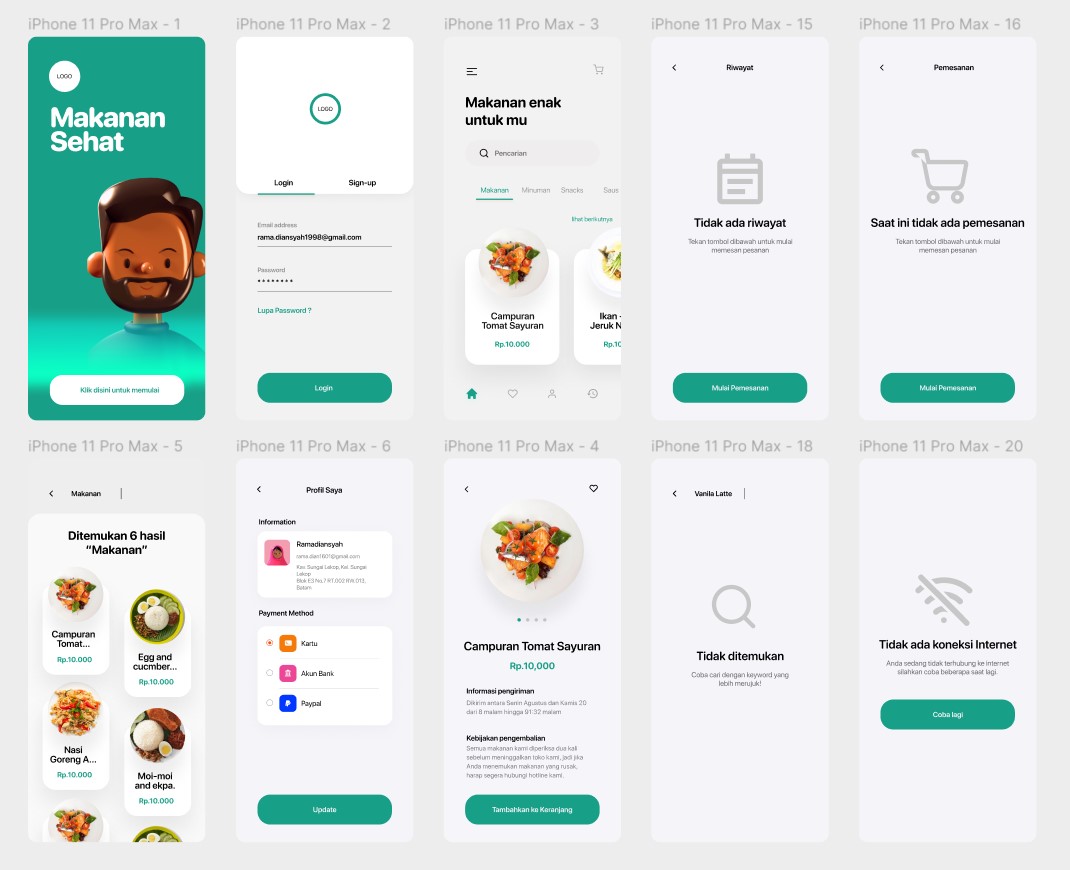 iPhone 11 Pro Max - 1
LOGO
Makanan
Sehat
Klik disini untuk memulai
iPhone 11 Pro Max - 2
LOGO
Login
Sign-up
Email address
rama.diansyah1998@gmail.com
Password
Lupa Password ?
Login
iPhone 11 Pro Max - 3
Makanan enak
untuk mu
Pencarian
Makanan
Minuman
Snacks
Saus
lihat berikutnya
Campuran
Tomat Sayuran
Rp.10.000
Ikan -
Jeruk N
Rp.10
iPhone 11 Pro Max - 15
Riwayat
Tidak ada riwayat
Tekan tombol dibawah untuk mulai
memesan pesanan
Mulai Pemesanan
iPhone 11 Pro Max - 16
Pemesanan
Saat ini tidak ada pemesanan
Tekan tombol dibawah untuk mulai
memesan pesanan
Mulai Pemesanan
iPhone 11 Pro Max - 5
Makanan
Ditemukan 6 hasil
“Makanan”
Campuran
Tomat...
Rp.10.000
Egg and
cucmber...
Rp.10.000
Nasi
Goreng A...
Rp.10.000
Moi-moi
and ekpa.
Rp.10.000
iPhone 11 Pro Max - 6
Profil Saya
Information
Ramadiansyah
rama.dian1601@gmail.com
Kav. Sungai Lekop, Kel. Sungai
Lekop
Blok E3 No.7 RT.002 RW.013,
Batam
Payment Method
Kartu
Akun Bank
Paypal
Update
iPhone 11 Pro Max - 4
Campuran Tomat Sayuran
Rp.10,000
Informasi pengiriman
Dikirim antara Senin Agustus dan Kamis 20
dari 8 malam hingga 91:32 malam
Kebijakan pengembalian
Semua makanan kami diperiksa dua kali
sebelum meninggalkan toko kami, jadi jika
Anda menemukan makanan yang rusak,
harap segera hubungi hotline kami.
Tambahkan ke Keranjang
iPhone 11 Pro Max - 18
Vanila Latte
Tidak ditemukan
Coba cari dengan keyword yang
lebih merujuk!
iPhone 11 Pro Max - 20
Tidak ada koneksi Internet
Anda sedang tidak terhubung ke internet
silahkan coba beberapa saat lagi.
Coba lagi